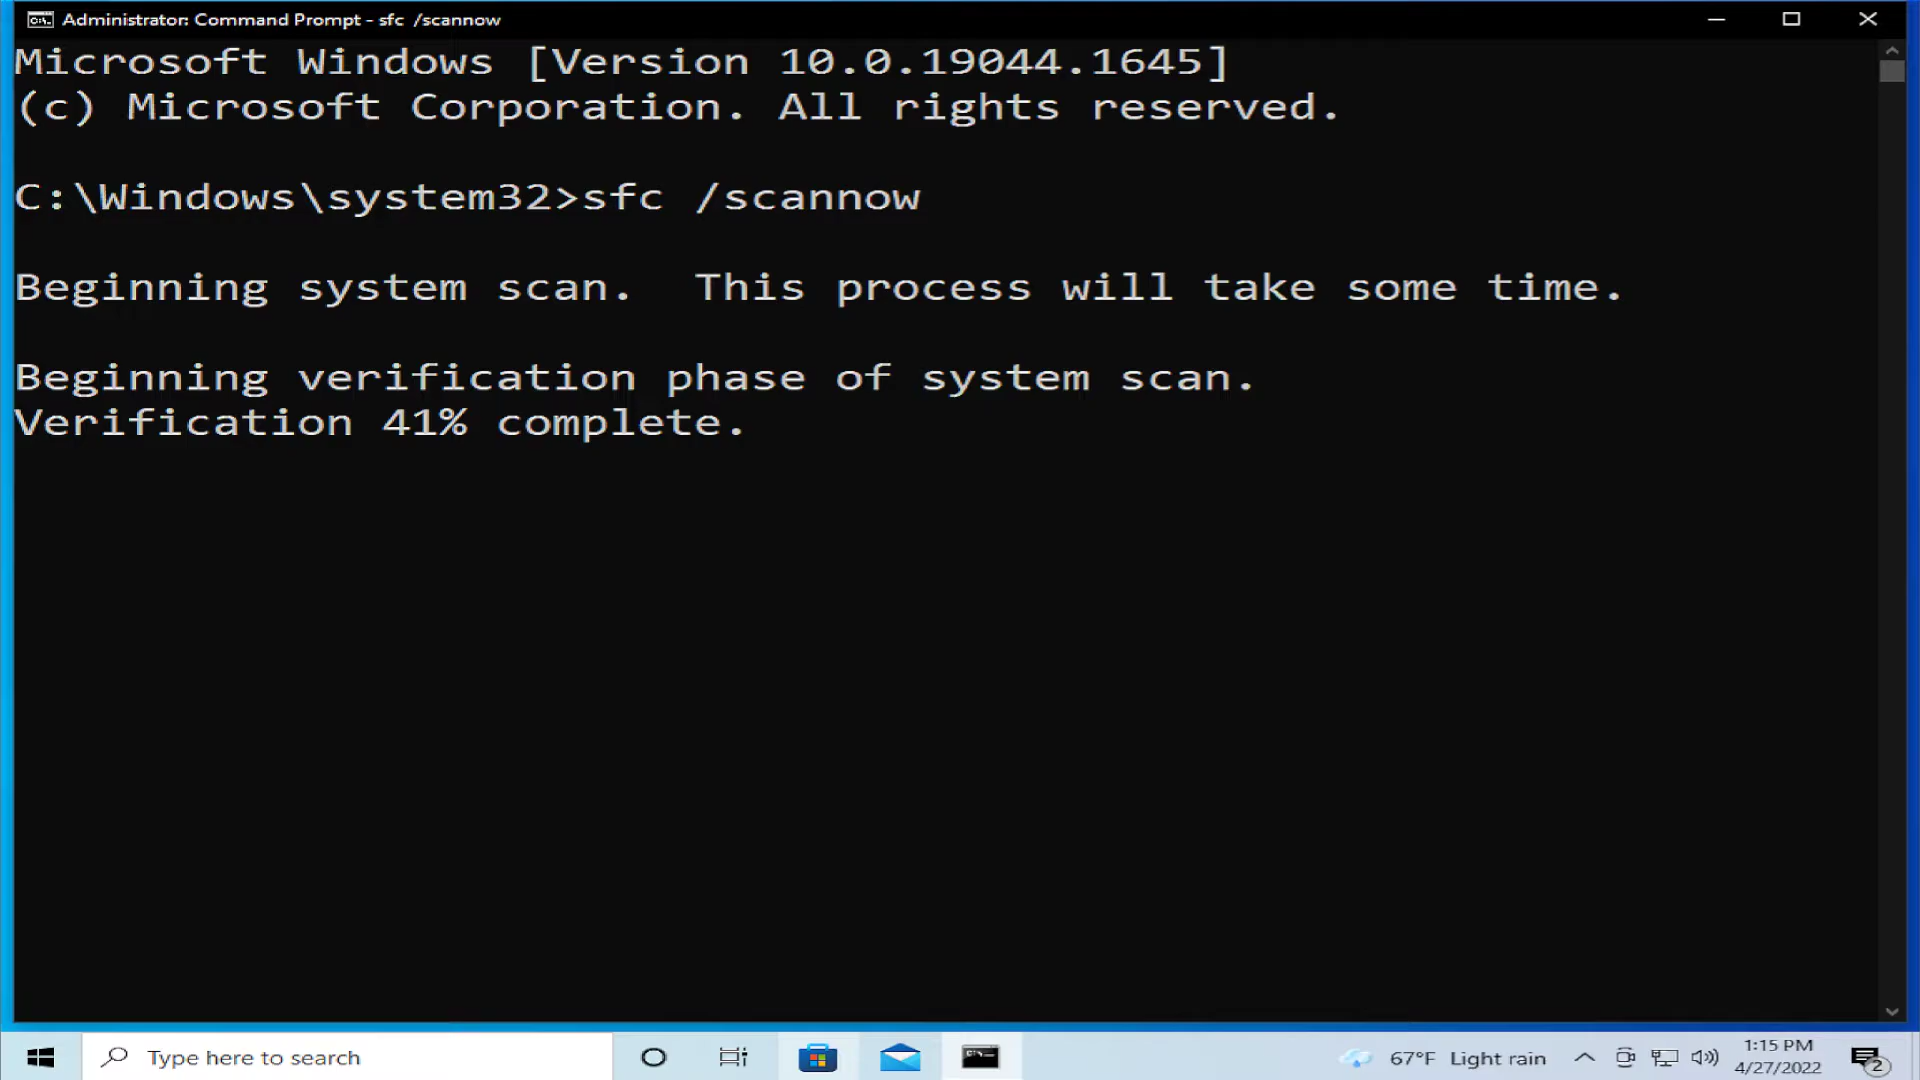 Administrator: Command Prompt - sfc  /scannow
Microsoft Windows [Version 10.0.19044.1645]
(c) Microsoft Corporation. All rights reserved.
C:\Windows\system32>sfc /scannow
Beginning system scan.  This process will take some time.
Beginning verification phase of system scan.
Verification 41% complete.
Type here to search
67°F Light rain
1:15 PM
4/27/2022
2